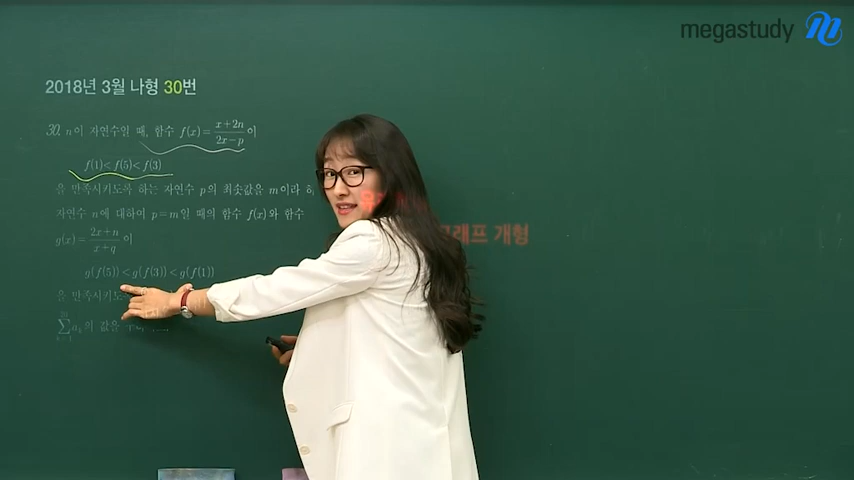 megastudy
2018년 3월 나형 30번
30. n이 자연수일 때, 함수 f(x)= (x+2n)/(2x-p) 이
f(1)<f(5)<f(3)
을 만족시키도록 하는 자연수 p의 최솟값을 m이라 하
자연수 n에 대하여 p=m일 때의 함수 f(x)와 함수
g(x)= (2x+n)/(x+q) 이
g(f(5))<g(f(3))<g(f(1))
을 만족시키도
의 값을
래프 개형